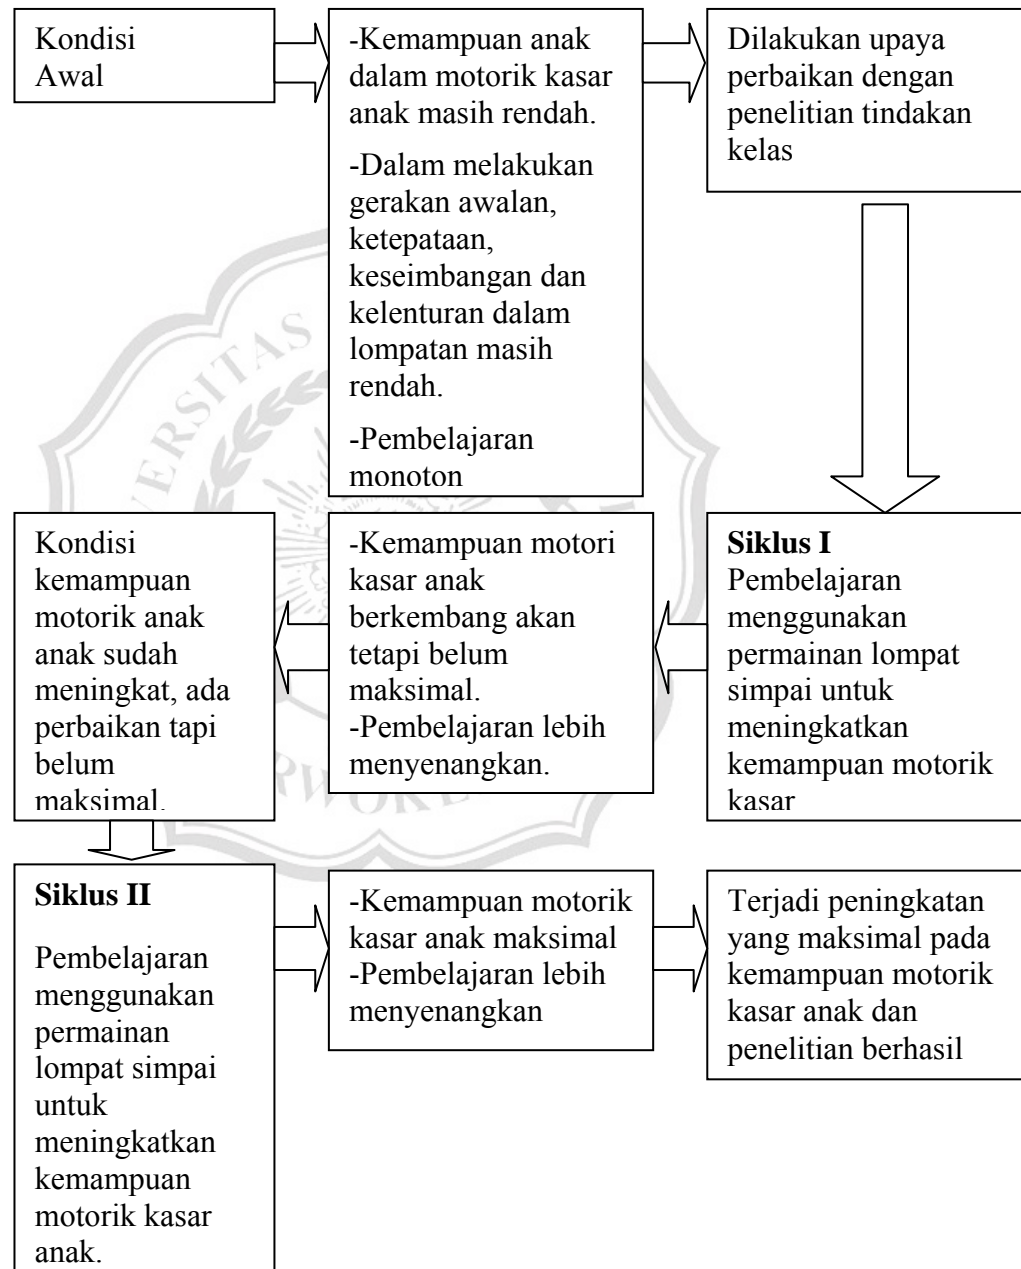 Kondisi
Awal
-Kemampuan anak
dalam motorik kasar
anak masih rendah.
-Dalam melakukan
gerakan awalan,
ketepataan,
keseimbangan dan
kelenturan dalam
lompatan masih
rendah.
-Pembelajaran
monoton
Dilakukan upaya
perbaikan dengan
penelitian tindakan
kelas
Siklus I
Pembelajaran
menggunakan
permainan lompat
simpai untuk
meningkatkan
kemampuan motorik
kasar
-Kemampuan motori
kasar anak
berkembang akan
tetapi belum
maksimal.
-Pembelajaran lebih
menyenangkan.
Kondisi
kemampuan
motorik anak
anak sudah
meningkat, ada
perbaikan tapi
belum
maksimal.
Siklus II
Pembelajaran
menggunakan
permainan
lompat simpai
untuk
meningkatkan
kemampuan
motorik kasar
anak.
-Kemampuan motorik
kasar anak maksimal
-Pembelajaran lebih
menyenangkan
Terjadi peningkatan
yang maksimal pada
kemampuan motorik
kasar anak dan
penelitian berhasil